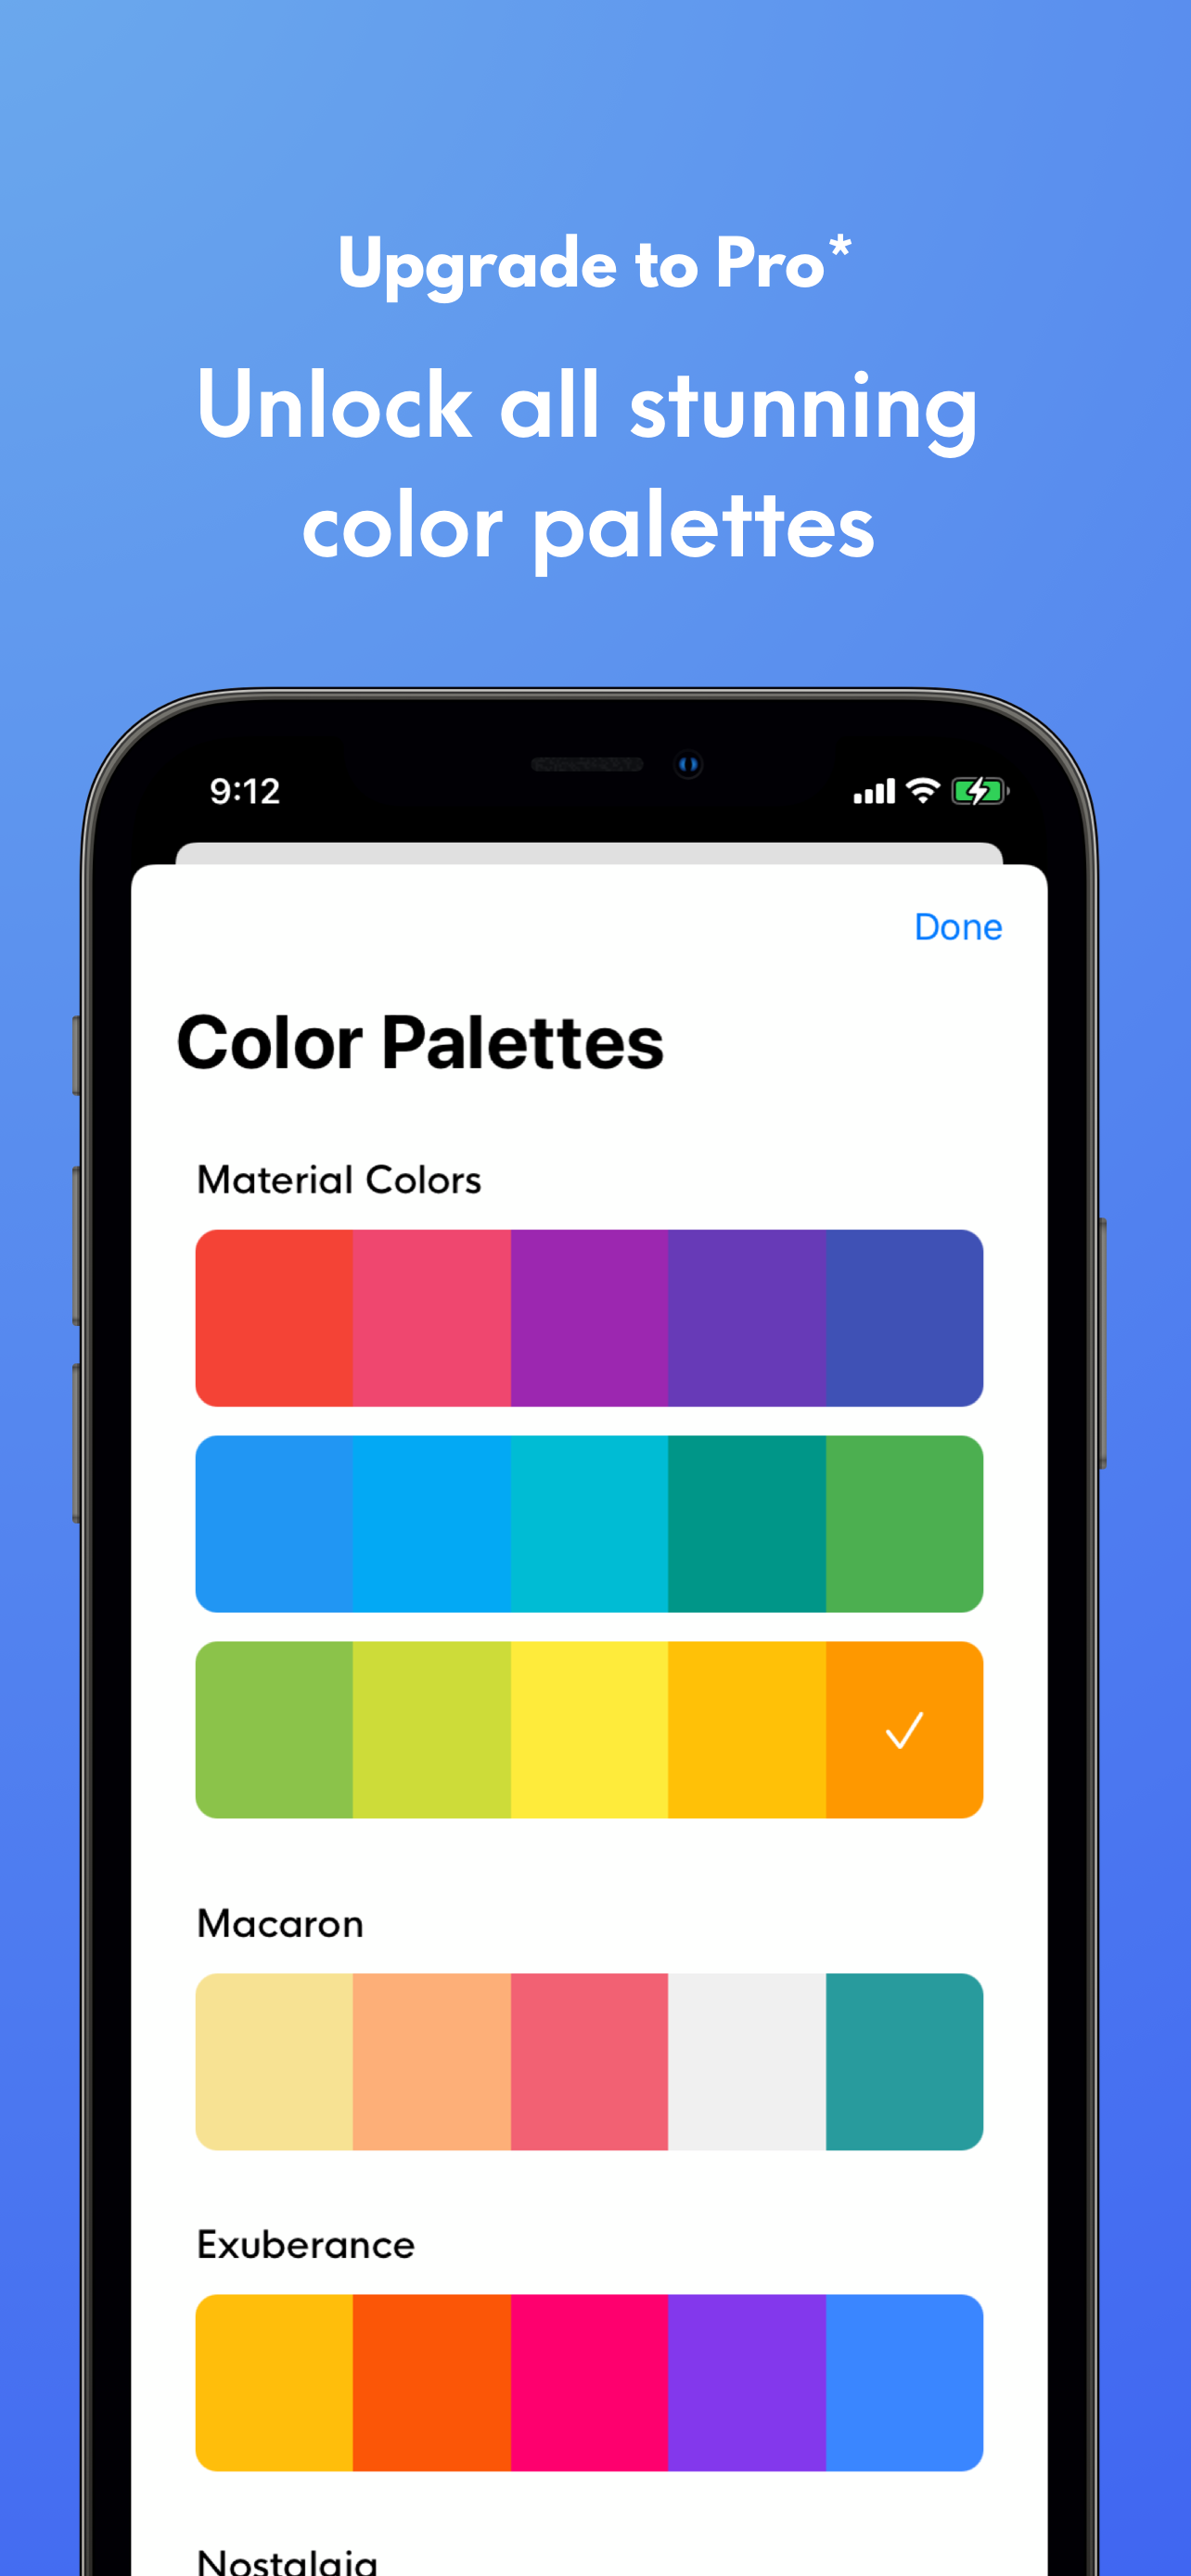 Upgrade to Pro*
Unlock all stunning
color palettes
9:12
Done
Color Palettes
Material Colors
Macaron
Exuberance
Nostalgia